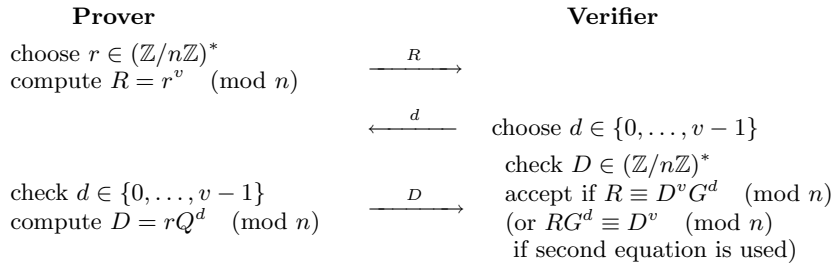 Prover Verifier
choose r ∈ (ℤ/nℤ)*
compute R = r^v (mod n)
R
d
choose d ∈ {0, . . . , v − 1}
check d ∈ {0, . . . , v − 1}
compute D = rQ^d (mod n)
D
check D ∈ (ℤ/nℤ)*
accept if R ≡ D^v G^d (mod n)
(or RG^d ≡ D^v (mod n)
if second equation is used)